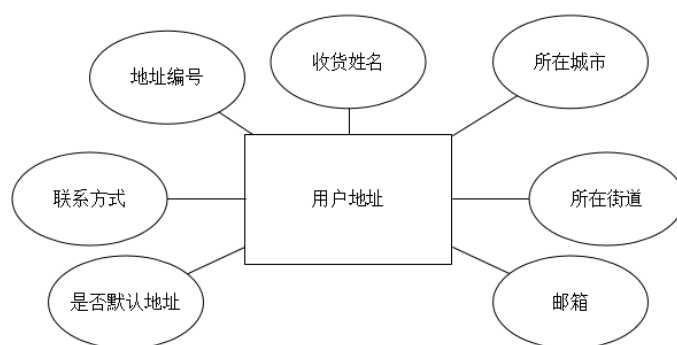 收货姓名
地址编号
所在城市
联系方式
用户地址
所在街道
是否默认地址
邮箱